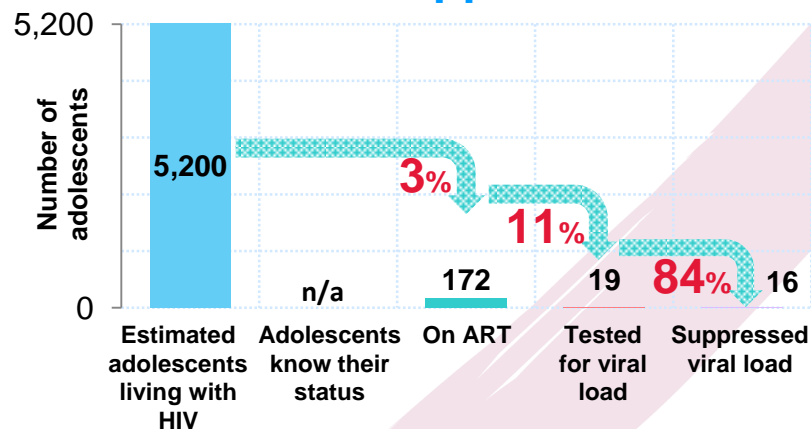 5,200
Number of
adolescents
0
5,200
n/a
172
19
16
3%
11%
84%
Estimated
adolescents
living with
HIV
Adolescents
know their
status
On ART
Tested
for viral
load
Suppressed
viral load